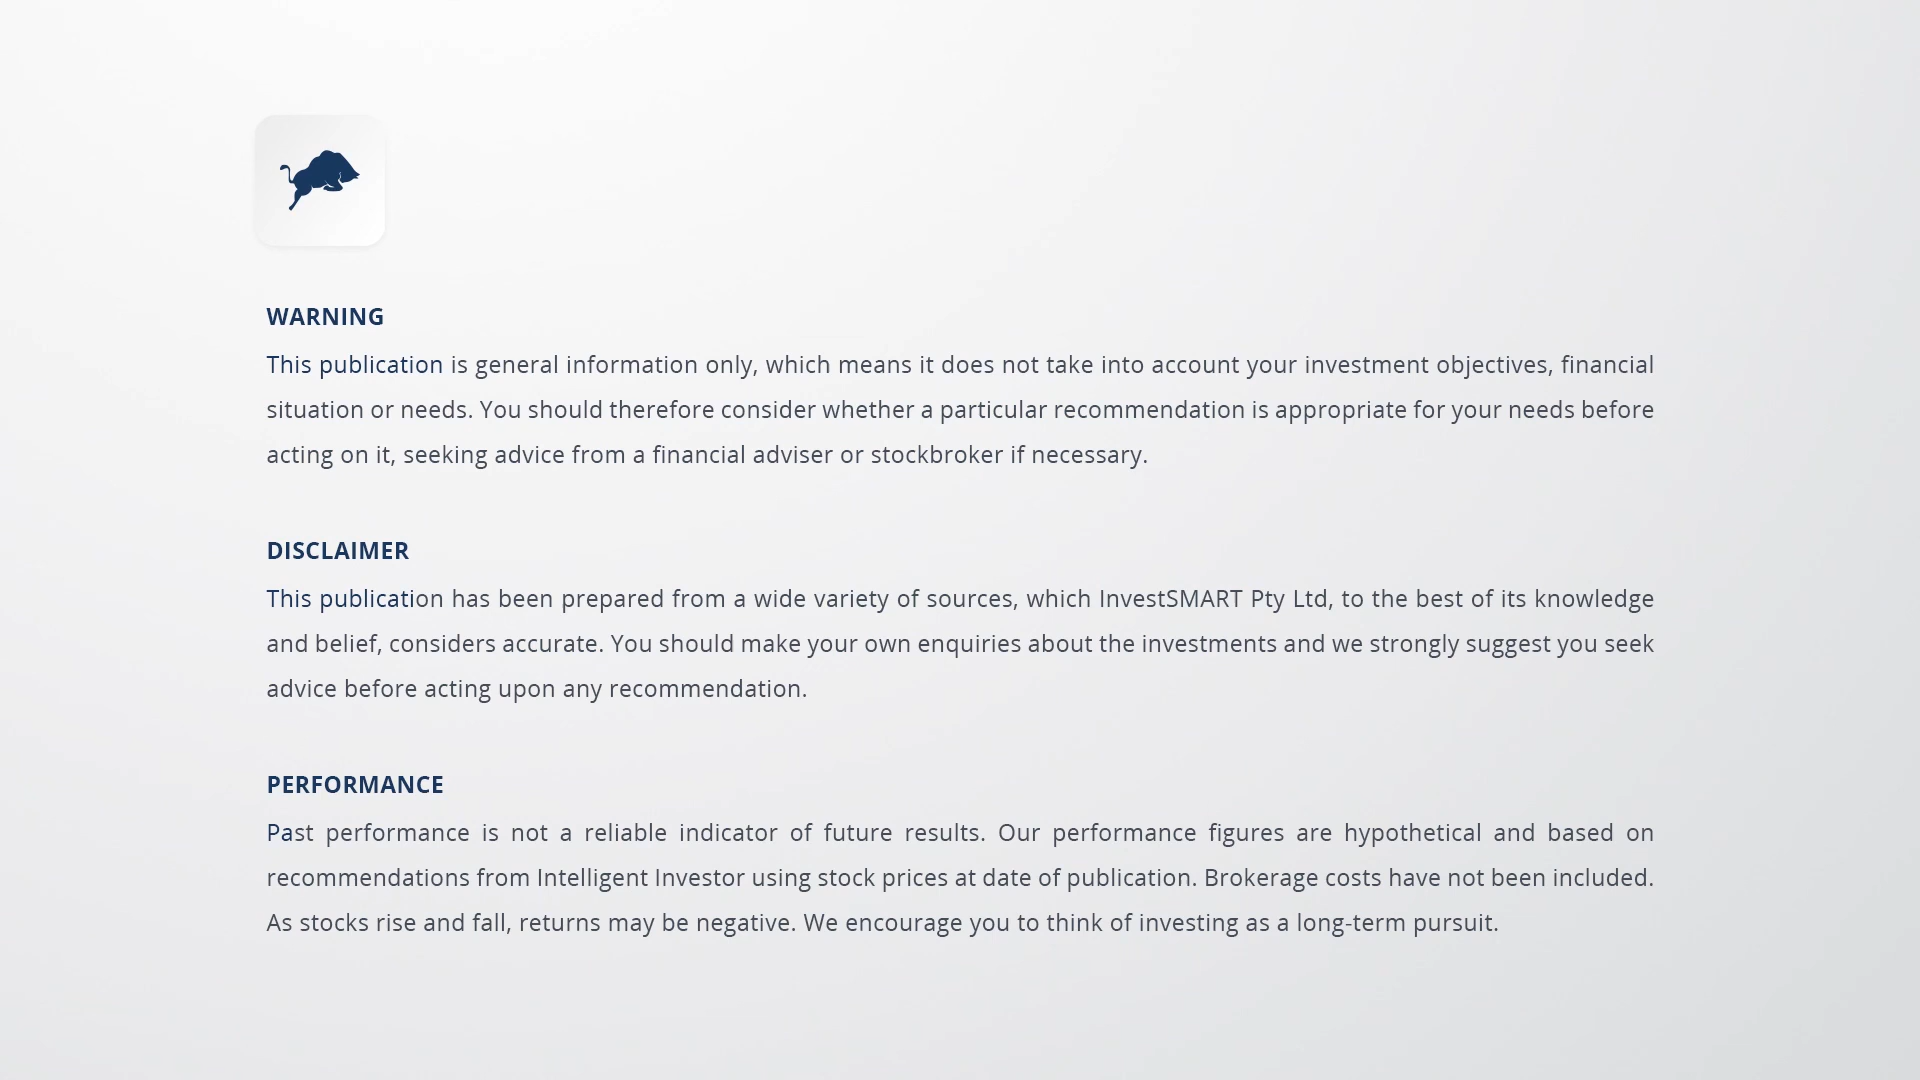 WARNING
This publication is general information only, which means it does not take into account your investment objectives, financial
situation or needs. You should therefore consider whether a particular recommendation is appropriate for your needs before
acting on it, seeking advice from a financial adviser or stockbroker if necessary.
DISCLAIMER
This publication has been prepared from a wide variety of sources, which InvestSMART Pty Ltd, to the best of its knowledge
and belief, considers accurate. You should make your own enquiries about the investments and we strongly suggest you seek
advice before acting upon any recommendation.
PERFORMANCE
Past performance is not a reliable indicator of future results. Our performance figures are hypothetical and based on
recommendations from Intelligent Investor using stock prices at date of publication. Brokerage costs have not been included.
As stocks rise and fall, returns may be negative. We encourage you to think of investing as a long-term pursuit.